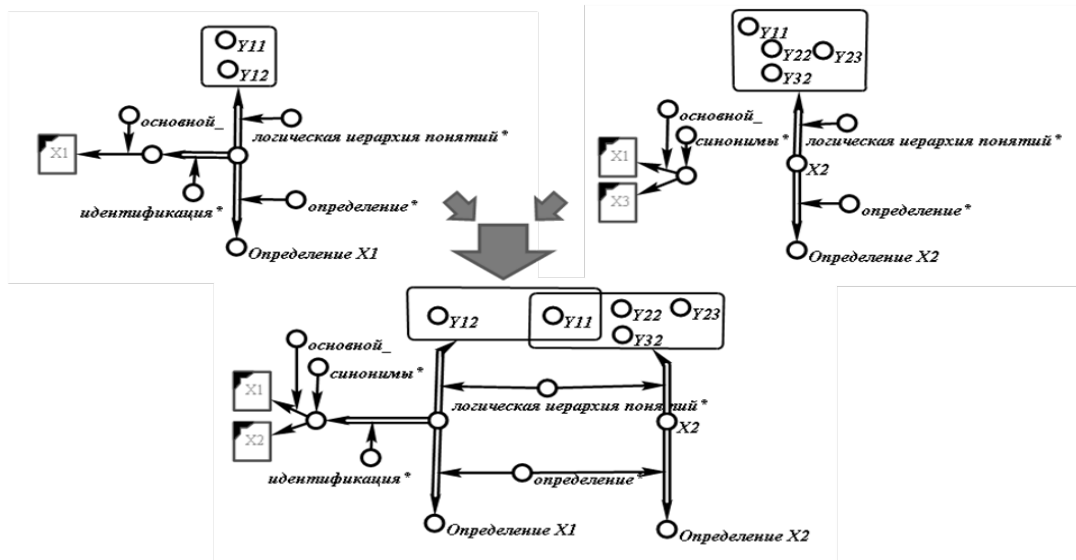 Y11
Y12
основной_
логическая иерархия понятий*
X1
идентификация*
определение*
Определение X1
Y11
Y22 Y23
Y32
основной_
синонимы*
логическая иерархия понятий*
X1
X2
X3
определение*
Определение X2
Y12 Y11 Y22 Y23
Y32
основной_
синонимы*
X1
логическая иерархия понятий*
X2
X2
идентификация*
определение*
Определение X1
Определение X2